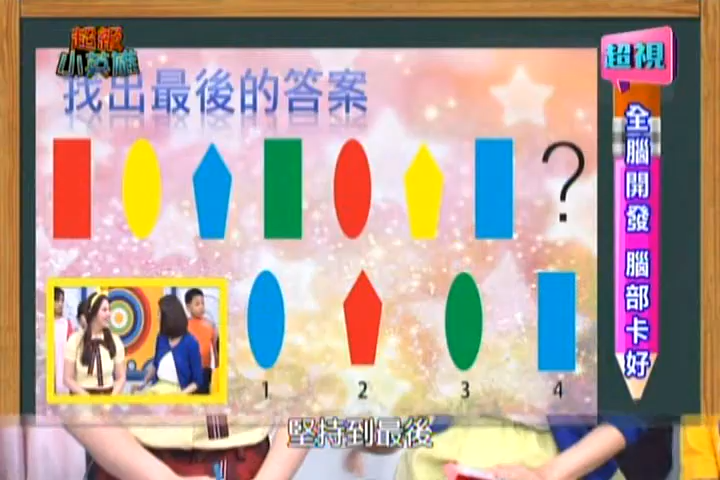 超級
小英雄
超視
找出最後的答案
?
1 2 3 4
全腦開發 腦部卡好
堅持到最後